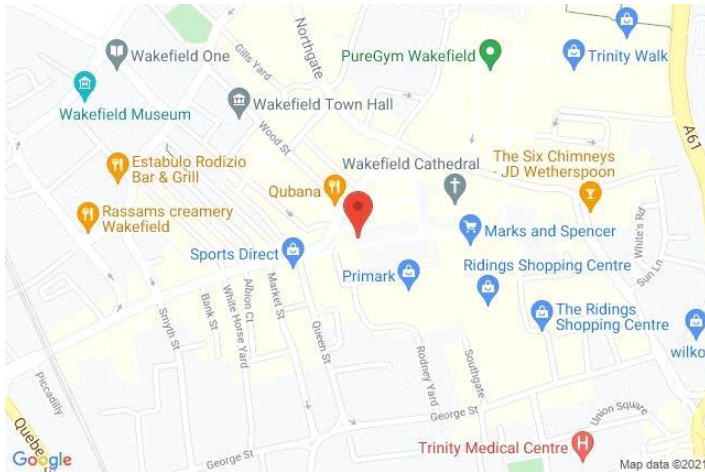 Wakefield One
Wakefield Museum
Gills Yard
Northgate
PureGym Wakefield
Trinity Walk
A61
Wakefield Town Hall
Wood St
Estabulo Rodizio
Bar & Grill
Rassams creamery
Wakefield
Qubana
Wakefield Cathedral
The Six Chimneys
- JD Wetherspoon
White's Rd
Sun Ln
Sports Direct
Marks and Spencer
Primark
Ridings Shopping Centre
The Ridings
Shopping Centre
wilko
Smyth St
Bank St
White Horse Yard
Albion Ct
Market St
Queen St
Rodney Yard
Southgate
Piccadilly
Quebe
George St
George St
Union Square
Trinity Medical Centre
Google
Map data ©2021